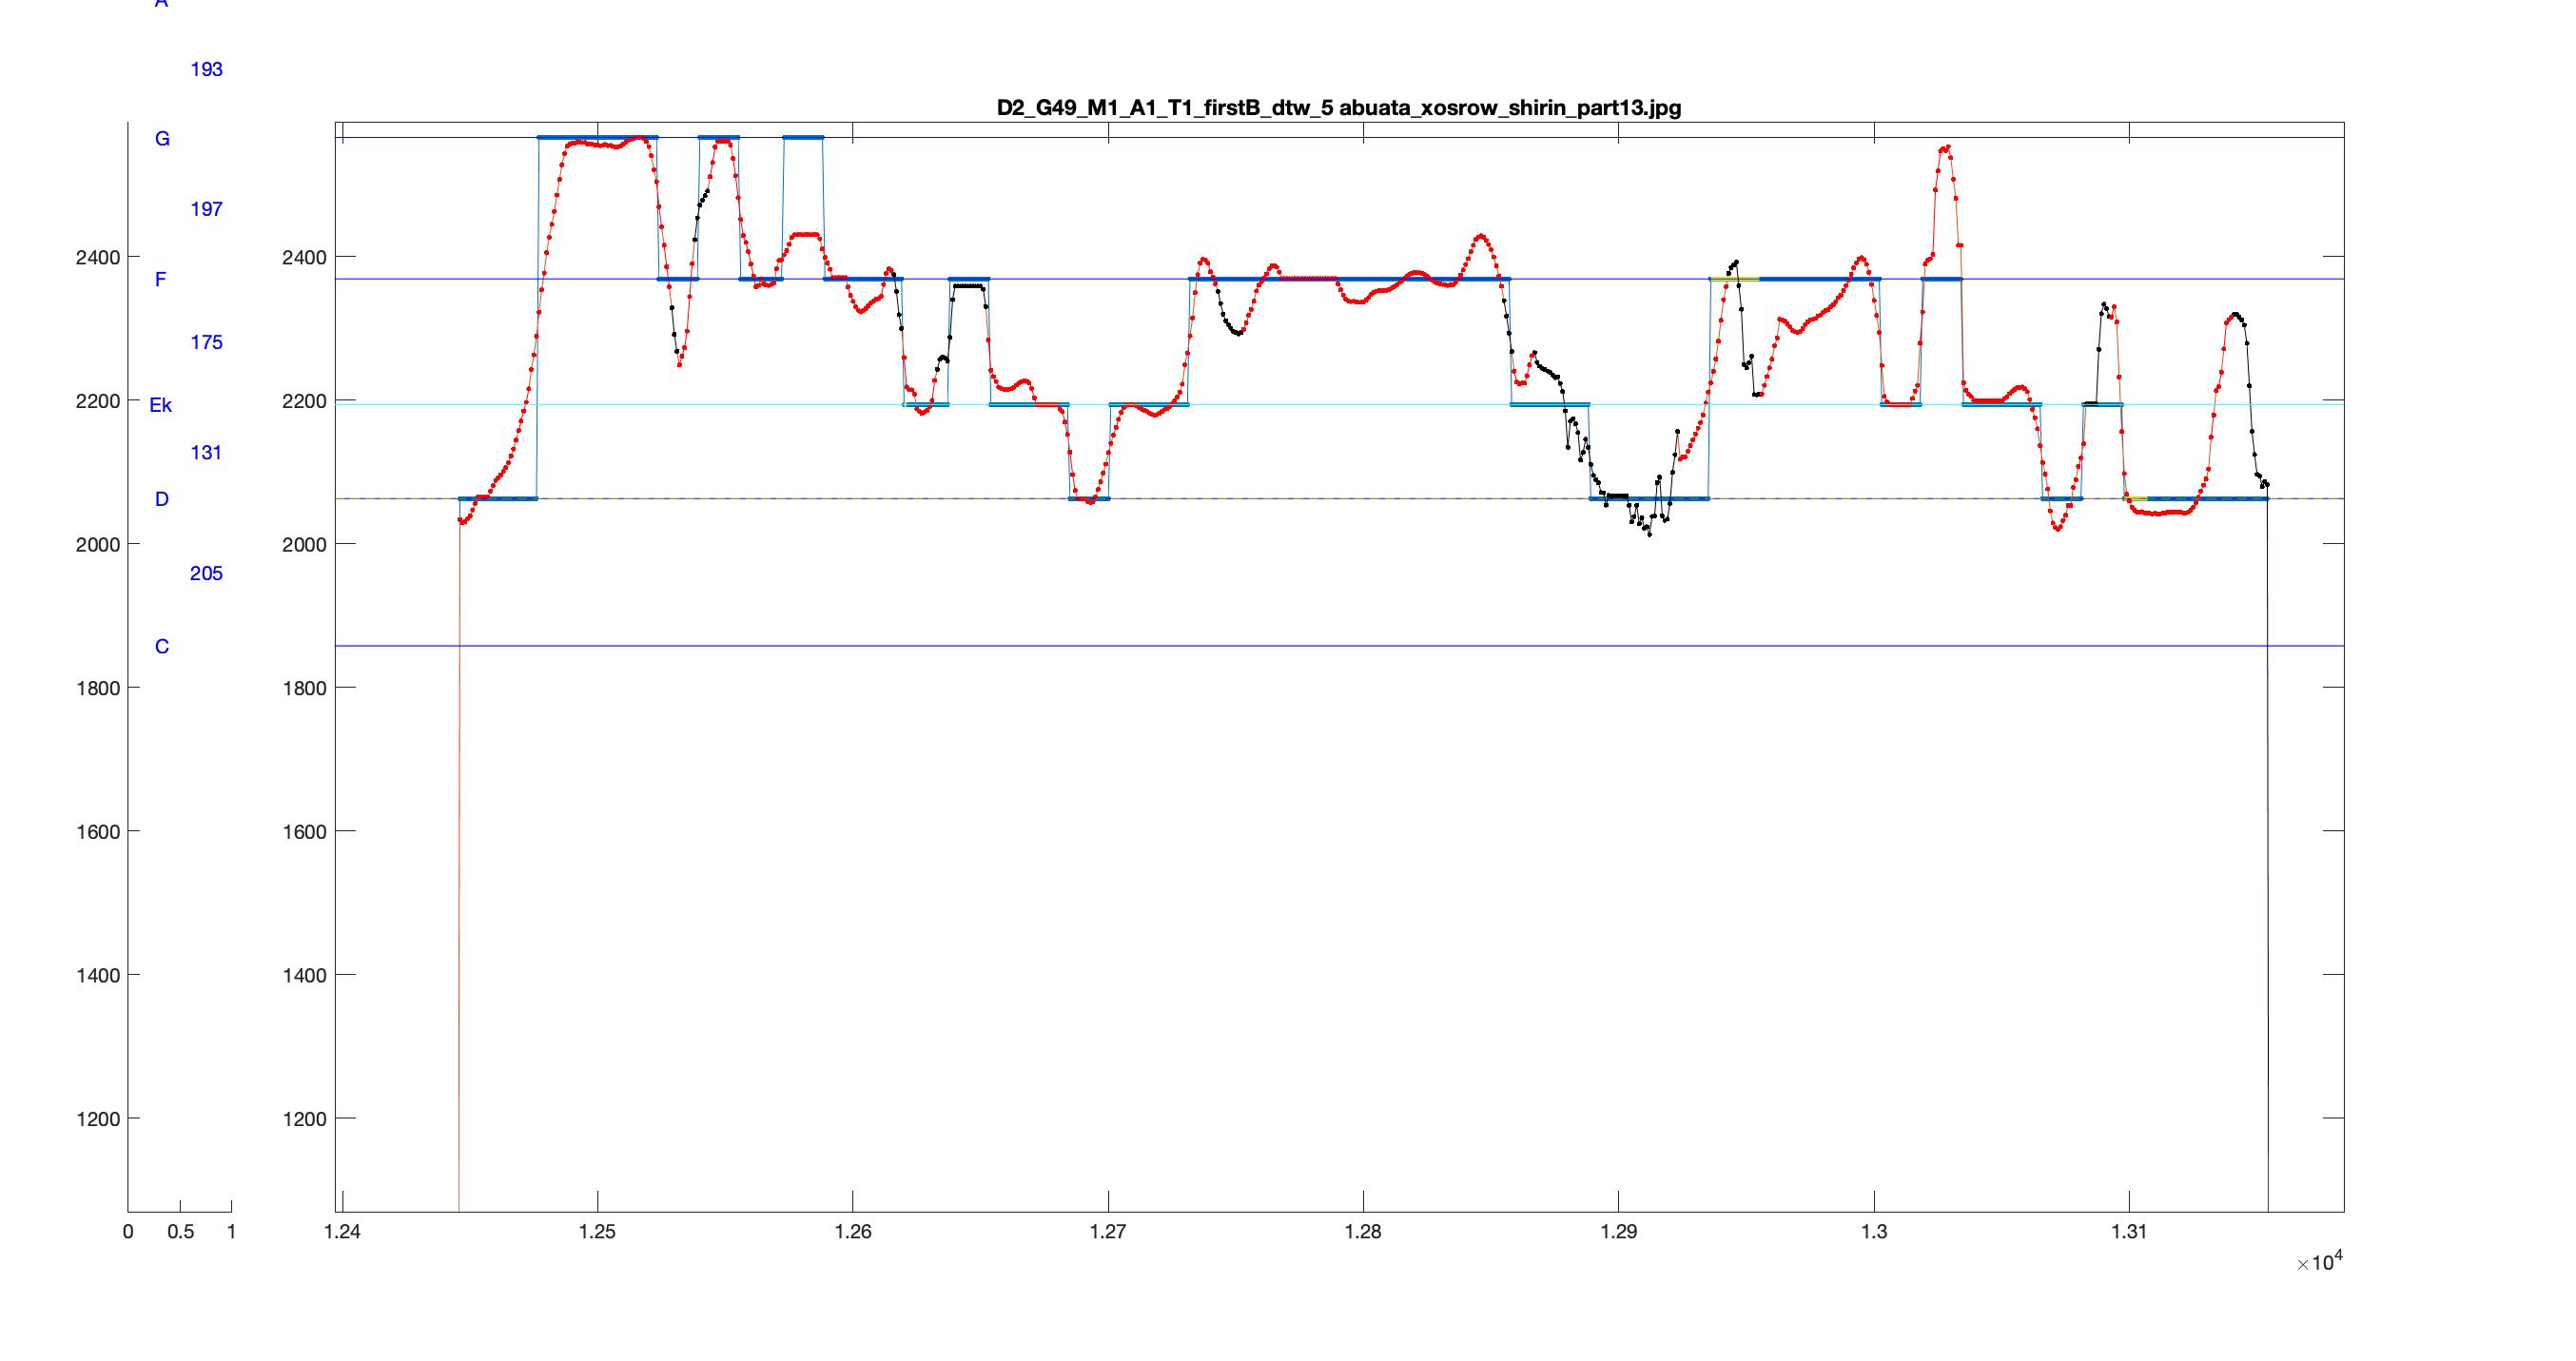 A
193
D2_G49_M1_A1_T1_firstB_dtw_5 abuata_xosrow_shirin_part13.jpg
G
197
2400 2400
F
175
2200 Ek 2200
131
D
2000 2000
205
C
1800 1800
1600 1600
1400 1400
1200 1200
0 0.5 1 1.24 1.25 1.26 1.27 1.28 1.29 1.3 1.31
×10⁴